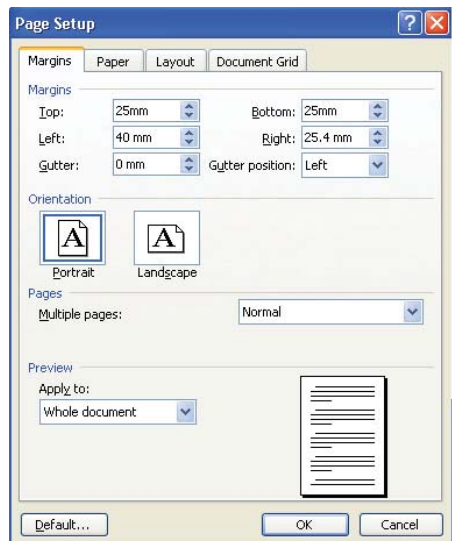 Page Setup
Margins Paper Layout Document Grid
Margins
Top: 25mm Bottom: 25mm
Left: 40 mm Right: 25.4 mm
Gutter: 0 mm Gutter position: Left
Orientation
A A
Portrait Landscape
Pages
Multiple pages: Normal
Preview
Apply to:
Whole document
Default... OK Cancel